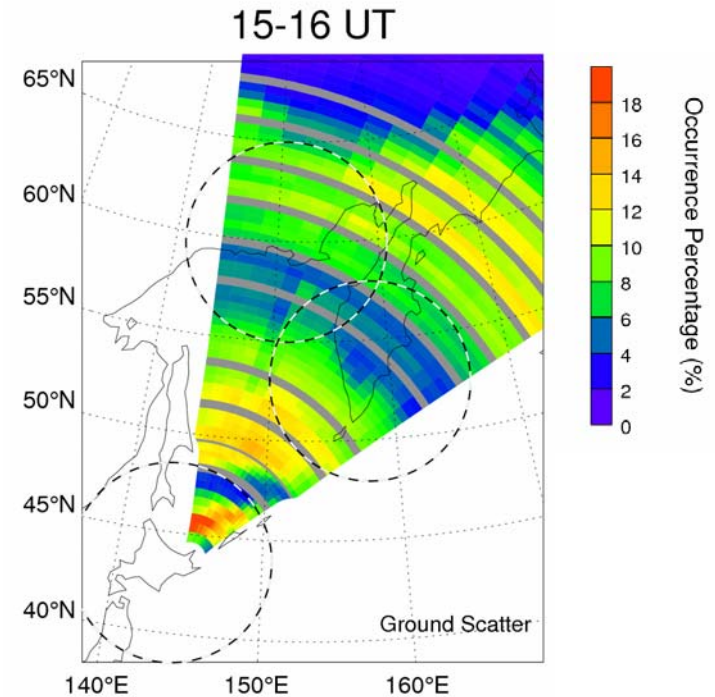 15-16 UT
65°N
60°N
55°N
50°N
45°N
40°N
140°E
150°E
160°E
Ground Scatter
18
16
14
12
10
8
6
4
2
0
Occurrence Percentage (%)